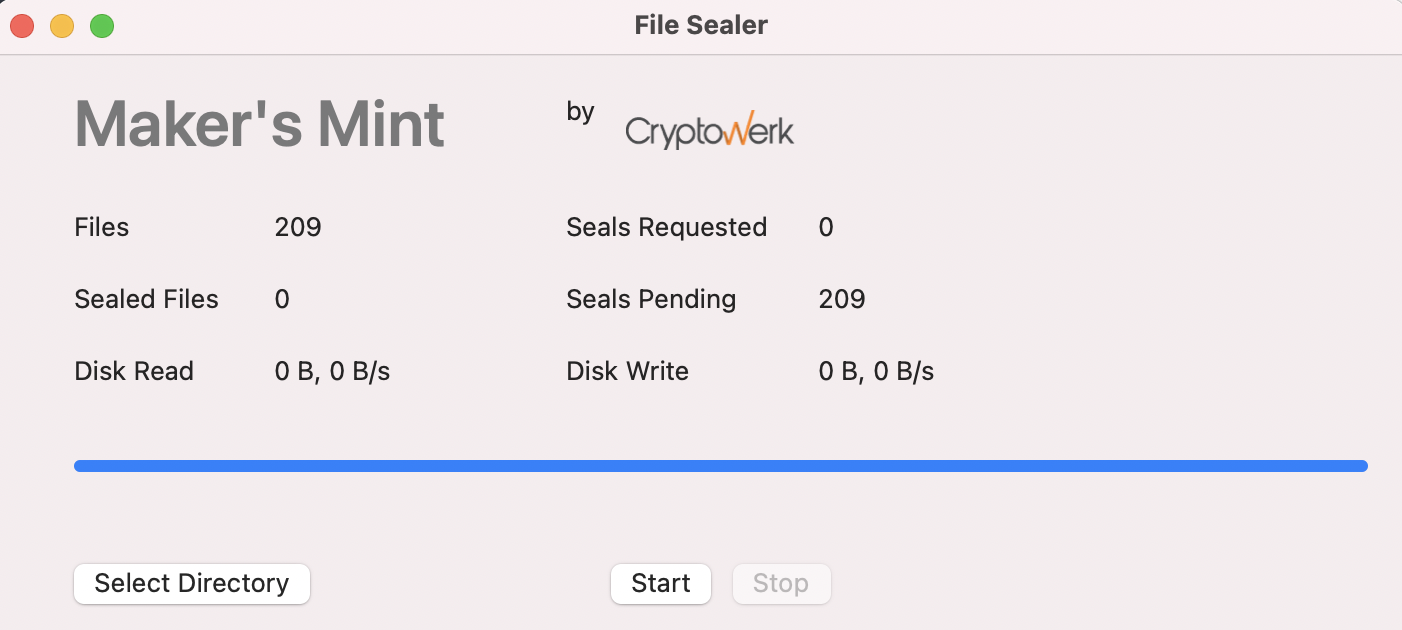 File Sealer
Maker's Mint by CryptoWerk
Files 209 Seals Requested 0
Sealed Files 0 Seals Pending 209
Disk Read 0 B, 0 B/s Disk Write 0 B, 0 B/s
Select Directory Start Stop